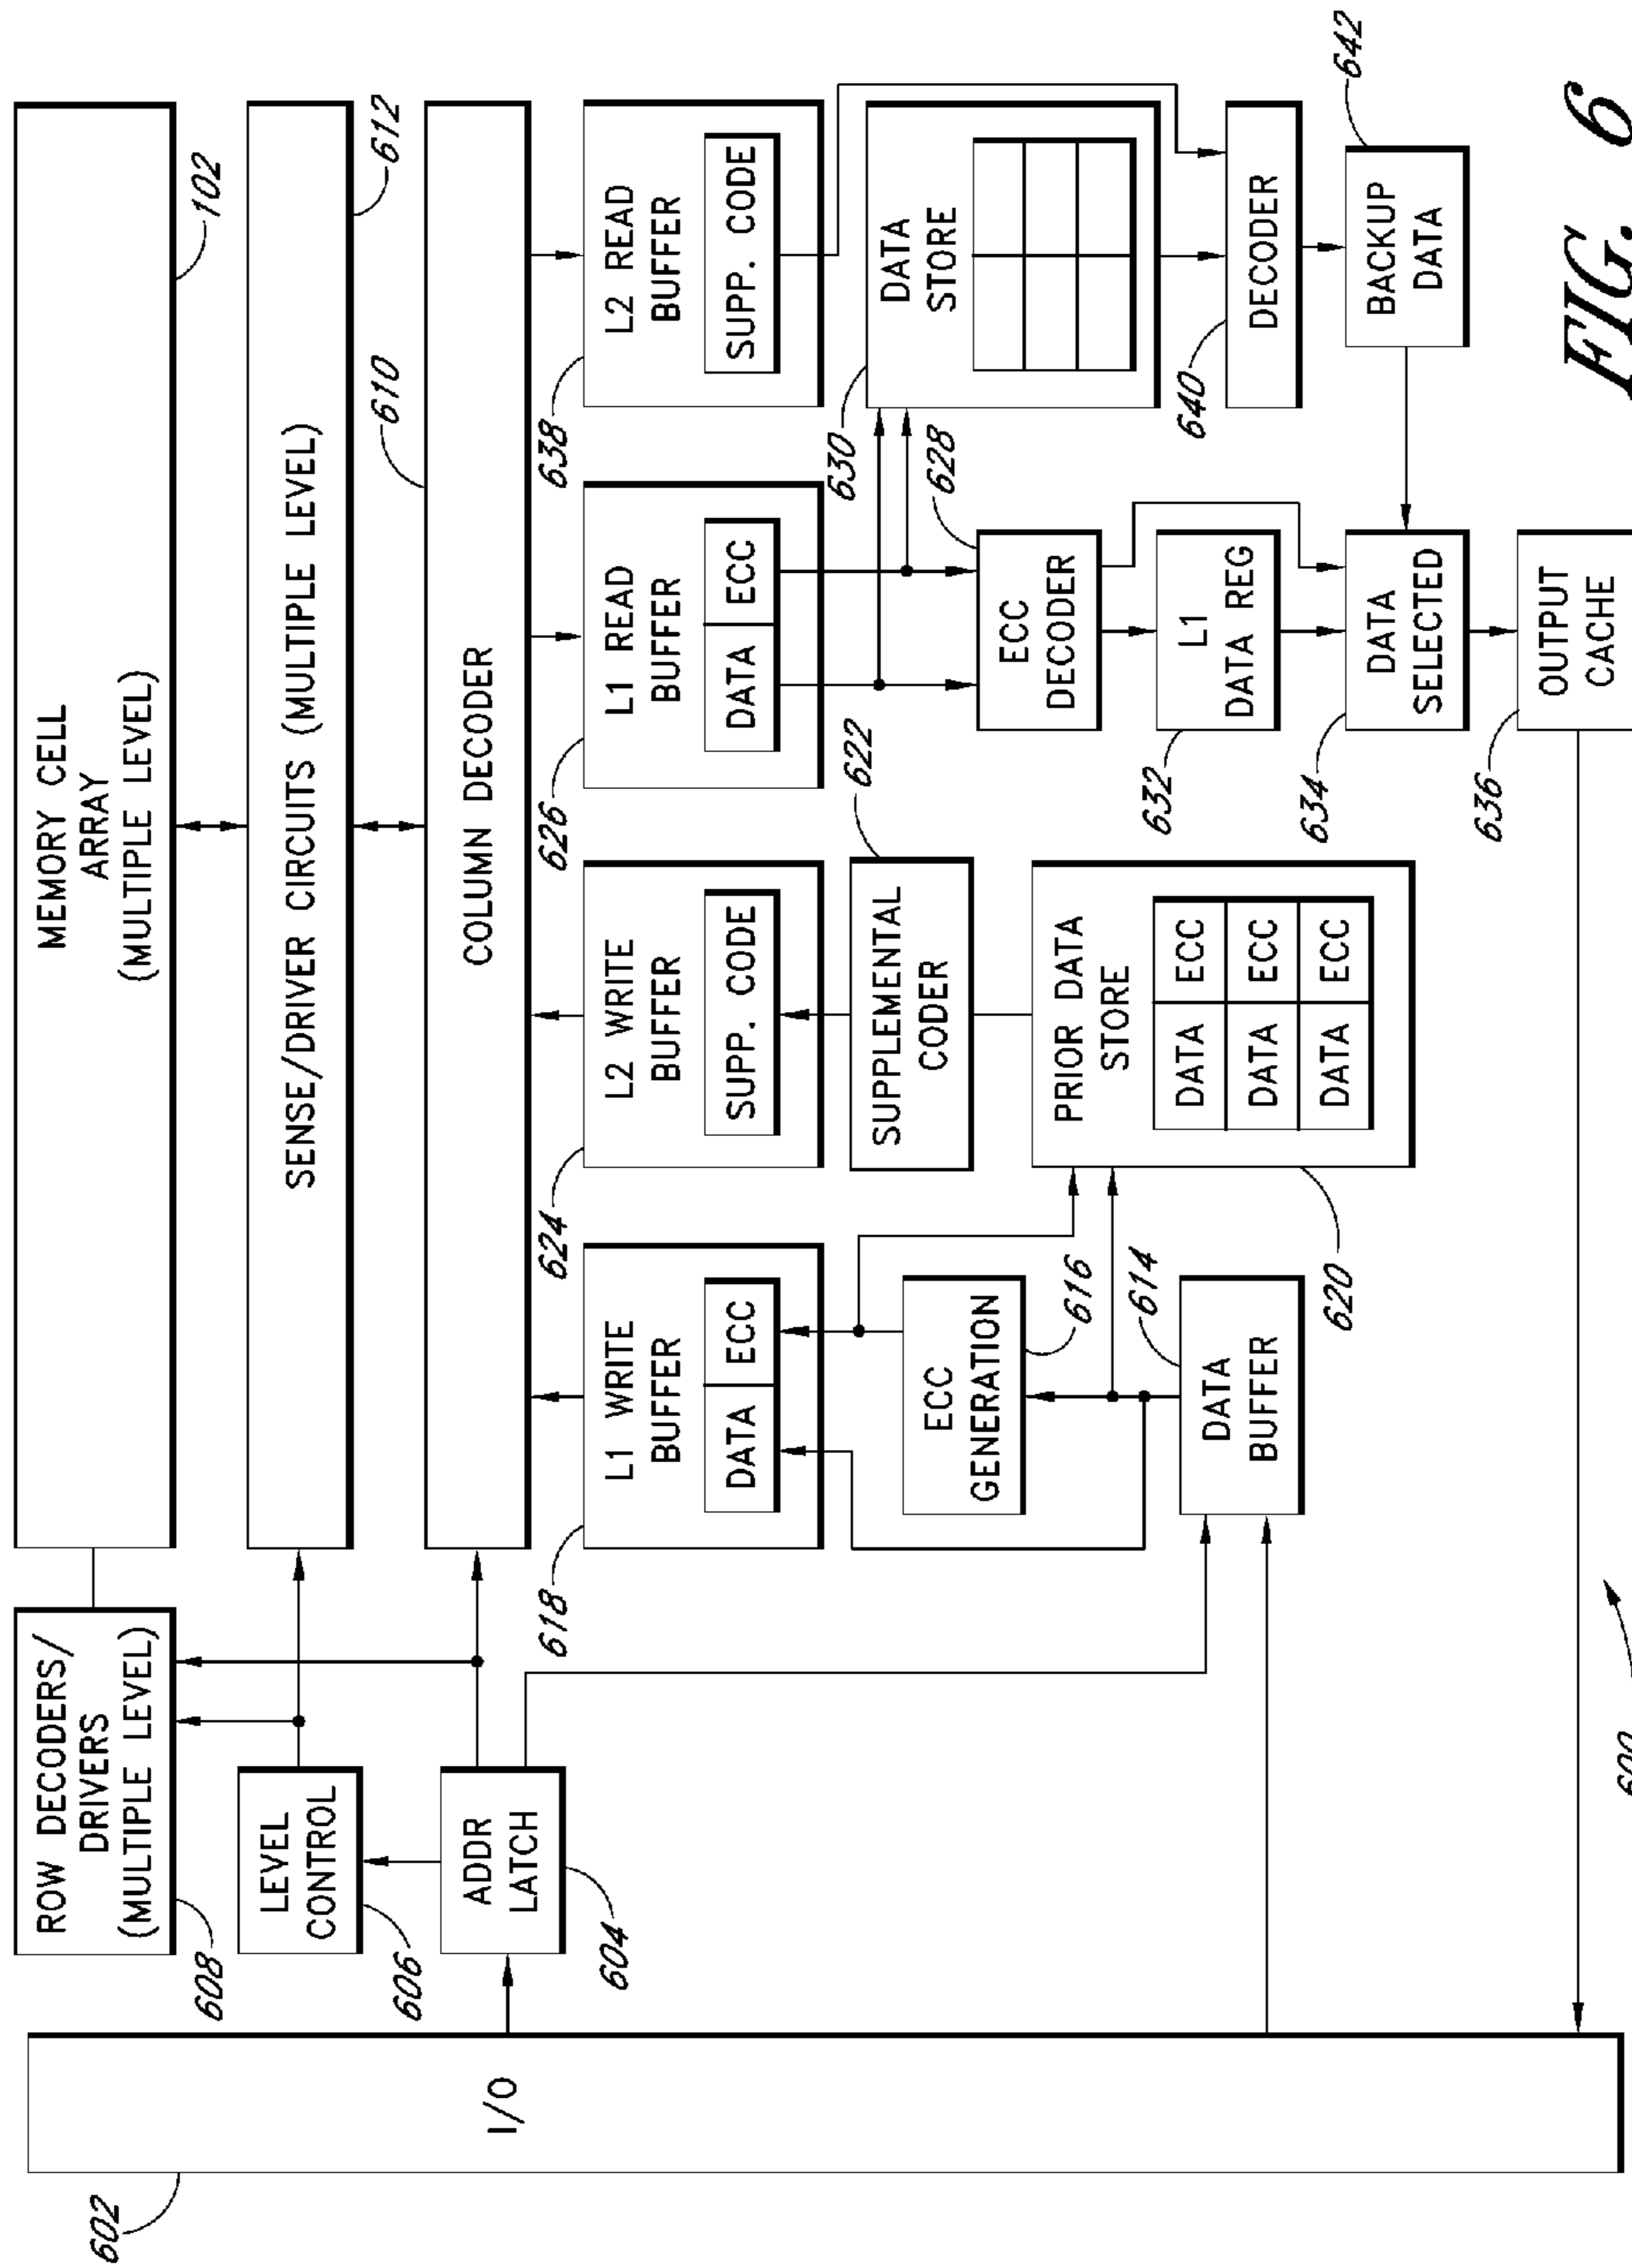 ROW DECODERS/
DRIVERS
(MULTIPLE LEVEL)
608
MEMORY CELL
ARRAY
(MULTIPLE LEVEL)
102
LEVEL
CONTROL
606
SENSE/DRIVER CIRCUITS (MULTIPLE LEVEL)
612
ADDR
LATCH
604
COLUMN DECODER
610
I/O
602
L1 WRITE
BUFFER
DATA
ECC
618
L2 WRITE
BUFFER
SUPP. CODE
624
L1 READ
BUFFER
DATA
ECC
626
L2 READ
BUFFER
SUPP. CODE
638
ECC
GENERATION
616
SUPPLEMENTAL
CODER
622
DATA
BUFFER
614
PRIOR DATA
STORE
DATA ECC
DATA ECC
DATA ECC
620
ECC
DECODER
628
DATA
STORE
630
L1
DATA REG
632
DECODER
640
DATA
SELECTED
634
BACKUP
DATA
642
OUTPUT
CACHE
636
600
FIG. 6